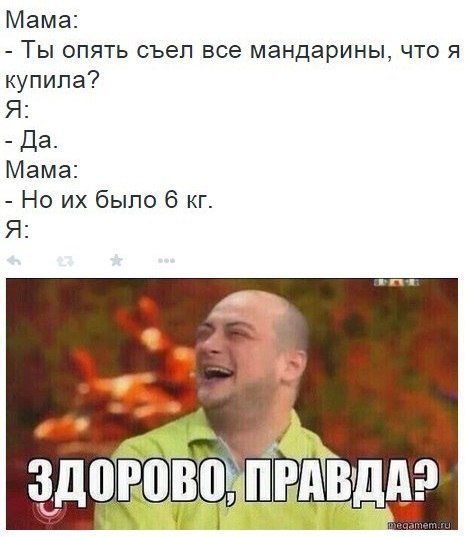 Мама:
- Ты опять съел все мандарины, что я
купила?
Я:
- Да.
Мама:
- Но их было 6 кг.
Я:
ТНТ
ЗДОРОВО, ПРАВДА?
megamem.ru